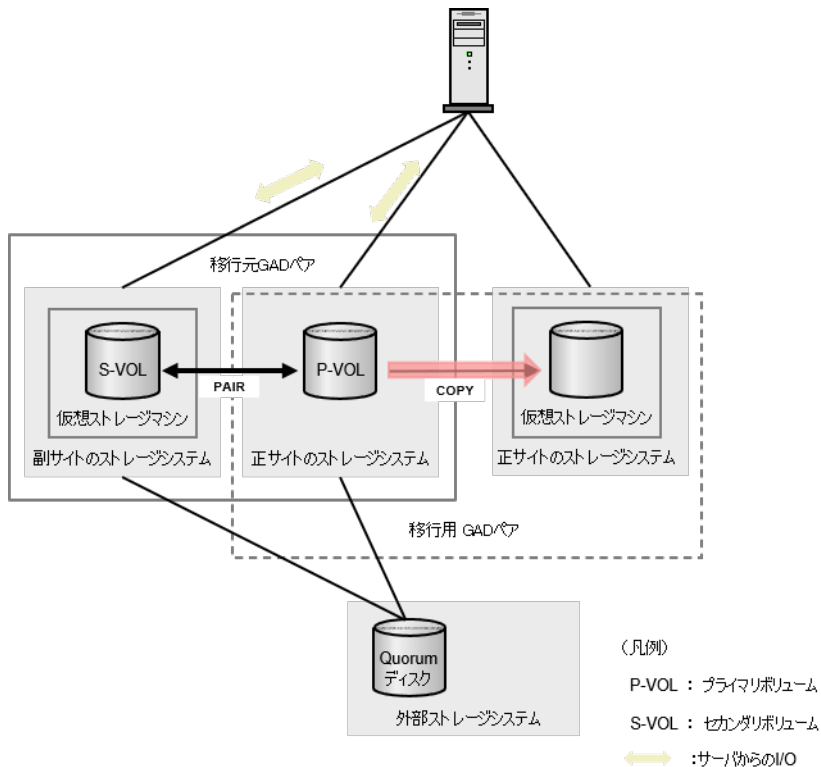 移行元GADペア
S-VOL
PAIR
P-VOL
COPY
仮想ストレージマシン
仮想ストレージマシン
副サイトのストレージシステム
正サイトのストレージシステム
正サイトのストレージシステム
移行用 GADペア
Quorum
ディスク
外部ストレージシステム
（凡例）
P-VOL : プライマリボリューム
S-VOL : セカンダリボリューム
:サーバからのI/O